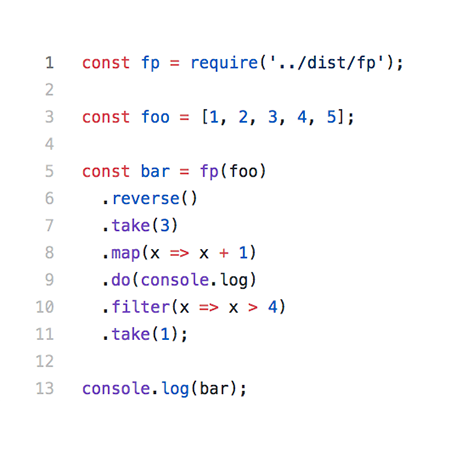 1 const fp = require('../dist/fp');
2
3 const foo = [1, 2, 3, 4, 5];
4
5 const bar = fp(foo)
6   .reverse()
7   .take(3)
8   .map(x => x + 1)
9   .do(console.log)
10   .filter(x => x > 4)
11   .take(1);
12
13 console.log(bar);